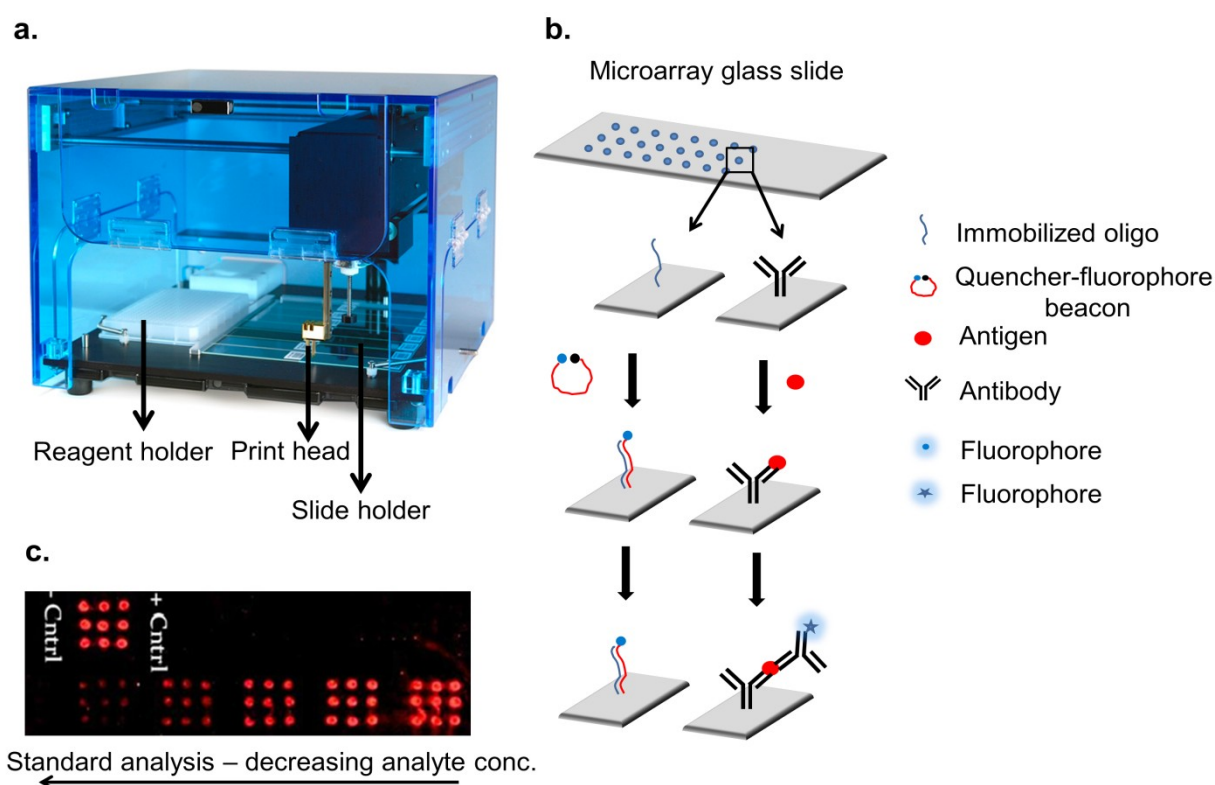 a.
Reagent holder
Print head
Slide holder
b.
Microarray glass slide
Immobilized oligo
Quencher-fluorophore
beacon
Antigen
Antibody
Fluorophore
Fluorophore
c.
- Cntrl
+ Cntrl
Standard analysis – decreasing analyte conc.